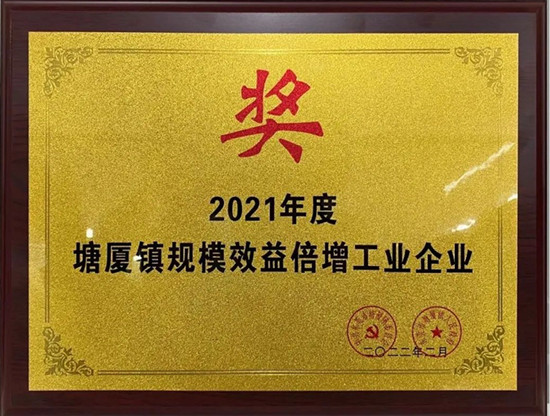 奖
2021年度
塘厦镇规模效益倍增工业企业
二〇二二年二月